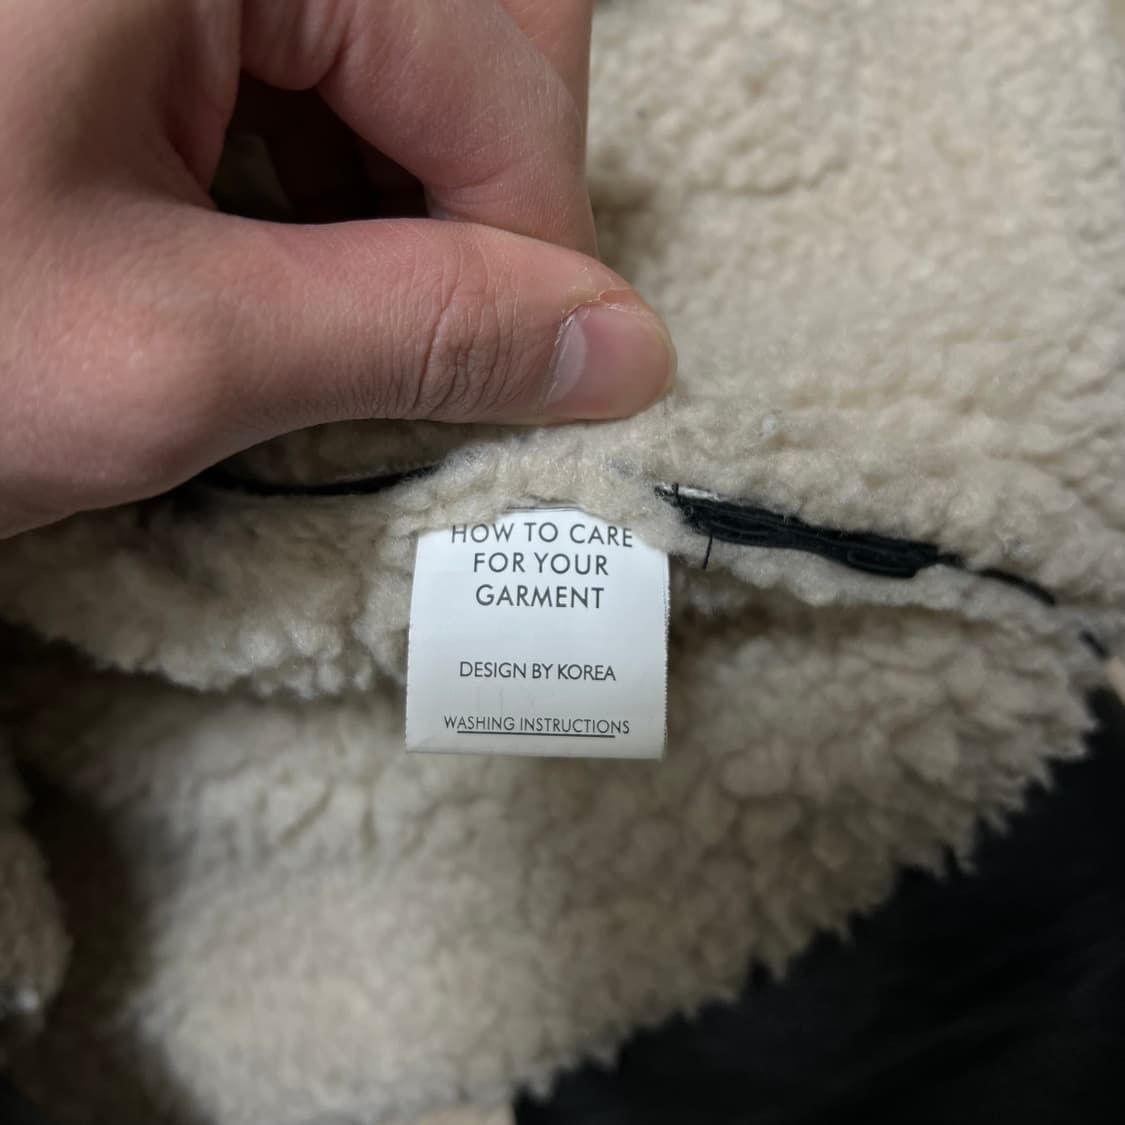 HOW TO CARE
FOR YOUR
GARMENT
DESIGN BY KOREA
WASHING INSTRUCTIONS